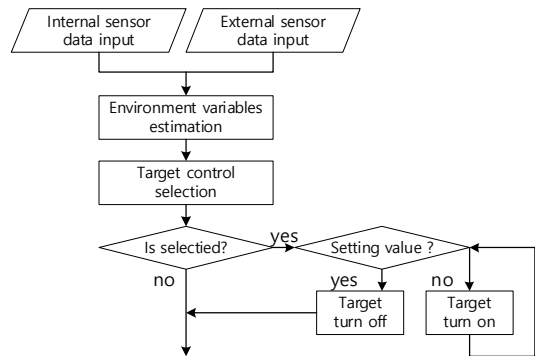 Internal sensor
data input
External sensor
data input
Environment variables
estimation
Target control
selection
Is selectied?
yes
Setting value ?
no
yes
no
Target
turn off
Target
turn on